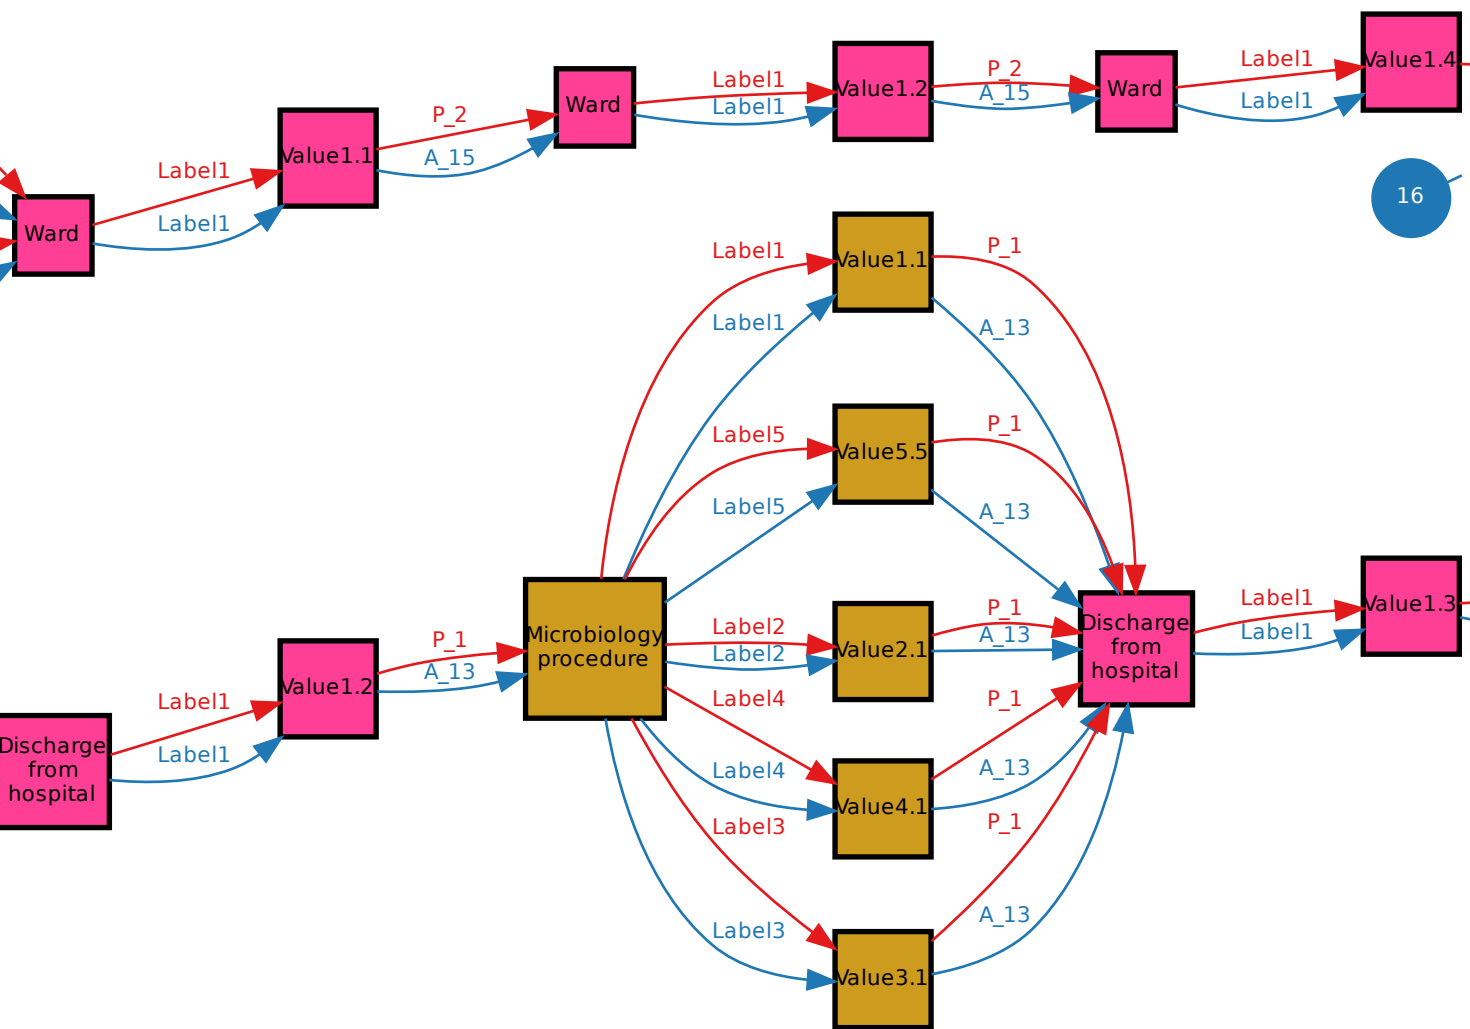 Label1
Value1.4
P_2
Label1
P_2
Value1.2
Ward
Label1
A_15
Ward
Label1
P_2
Value1.1
A_15
Label1
Label1
Ward
16
Label1
Label1
P_1
Value1.1
Label1
A_13
P_1
Label5
Value5.5
Label5
A_13
Label1
P_1
Label1
Value1.3
Label2
Discharge
from
hospital
A_13
Label1
Microbiology
procedure
Value2.1
Label2
P_1
Value1.2
A_13
Label1
Label4
P_1
Discharge
from
hospital
Label1
Label4
A_13
Value4.1
Label3
P_1
Label3
A_13
Value3.1